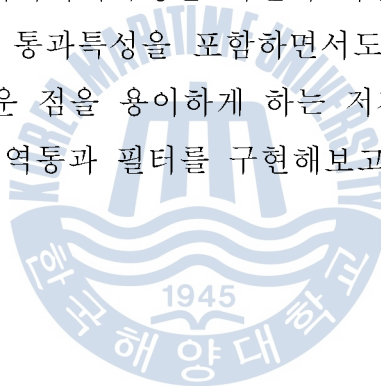 통과특성을 포함하면서도
운 점을 용이하게 하는 저
역통과 필터를 구현해보고
KOREA MARITIME UNIVERSITY
1945
한국해양대학교